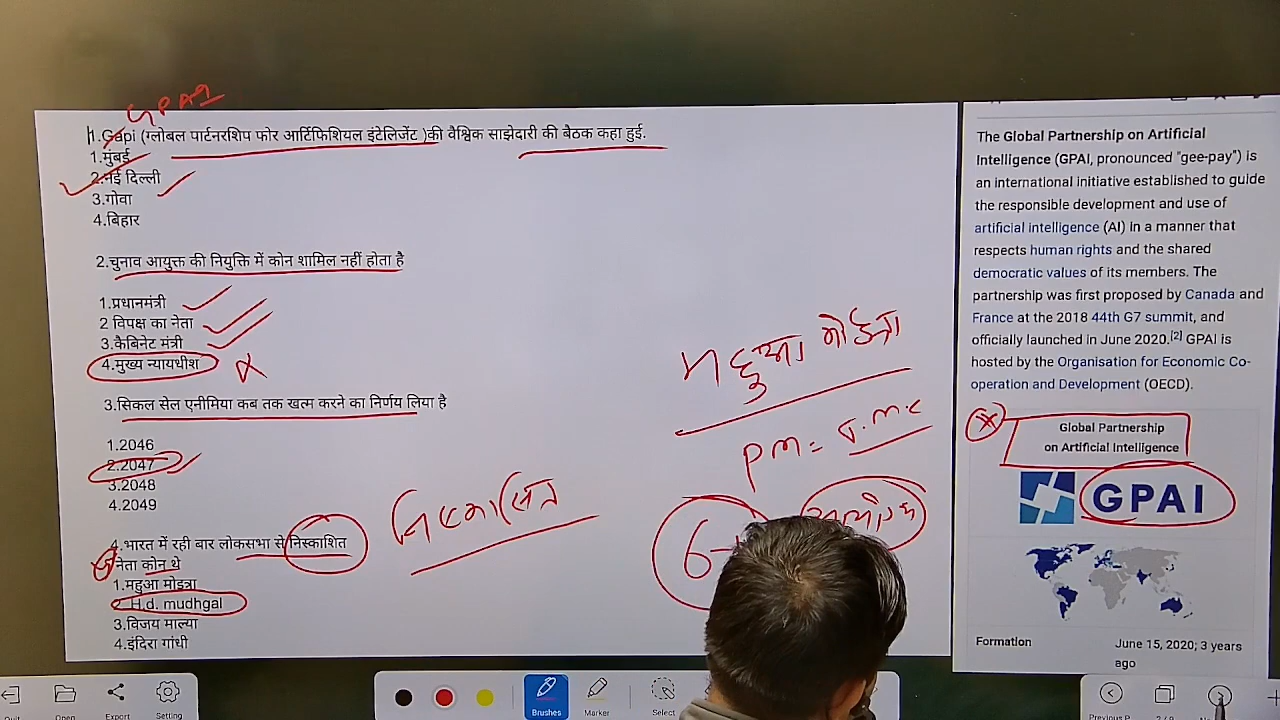 GPAI
1.Gapi (ग्लोबल पार्टनरशिप फोर आर्टिफिशियल इंटेलिजेंट )की वैश्विक साझेदारी की बैठक कहा हुई.
1.मुंबई
2.नई दिल्ली
3.गोवा
4.बिहार
2.चुनाव आयुक्त की नियुक्ति में कोन शामिल नहीं होता है
1.प्रधानमंत्री
2 विपक्ष का नेता
3.कैबिनेट मंत्री
4.मुख्य न्यायधीश
3.सिकल सेल एनीमिया कब तक खत्म करने का निर्णय लिया है
1.2046
2.2047
3.2048
4.2049
4.भारत में रही बार लोकसभा से निस्काशित
नेता कोन थे
1.महुआ मोइत्रा
2.H.d. mudhgal
3.विजय माल्या
4.इंदिरा गांधी
निष्कासित
महुआ मोईत्रा
pm =
6
The Global Partnership on Artificial
Intelligence (GPAI, pronounced "gee-pay") is
an international initiative established to guide
the responsible development and use of
artificial intelligence (AI) in a manner that
respects human rights and the shared
democratic values of its members. The
partnership was first proposed by Canada and
France at the 2018 44th G7 summit, and
officially launched in June 2020.[2] GPAI is
hosted by the Organisation for Economic Co-
operation and Development (OECD).
Global Partnership
on Artificial Intelligence
GPAI
Formation June 15, 2020; 3 years
ago
Open Export Setting
Brushes Marker Select
Previous P